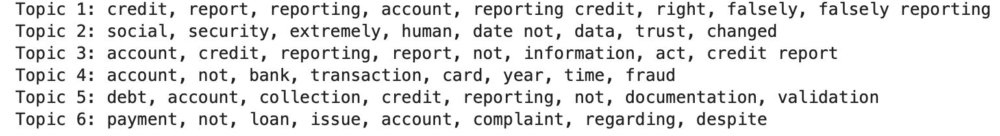 Topic 1: credit, report, reporting, account, reporting credit, right, falsely, falsely reporting
Topic 2: social, security, extremely, human, date not, data, trust, changed
Topic 3: account, credit, reporting, report, not, information, act, credit report
Topic 4: account, not, bank, transaction, card, year, time, fraud
Topic 5: debt, account, collection, credit, reporting, not, documentation, validation
Topic 6: payment, not, loan, issue, account, complaint, regarding, despite